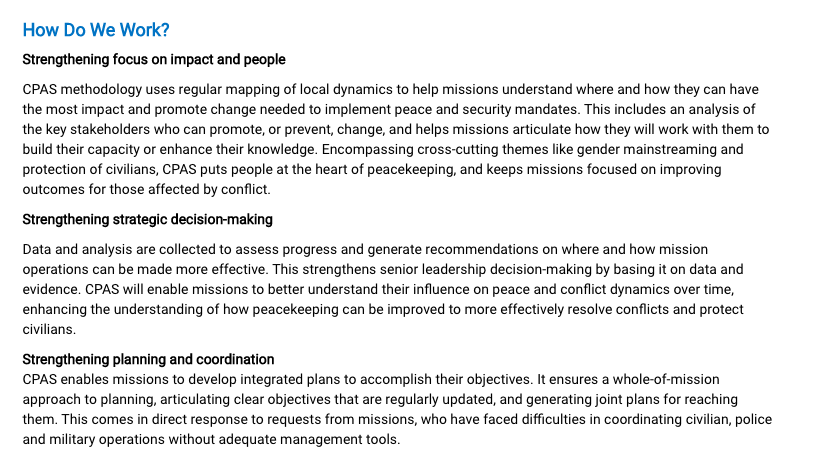 How Do We Work?
Strengthening focus on impact and people
CPAS methodology uses regular mapping of local dynamics to help missions understand where and how they can have
the most impact and promote change needed to implement peace and security mandates. This includes an analysis of
the key stakeholders who can promote, or prevent, change, and helps missions articulate how they will work with them to
build their capacity or enhance their knowledge. Encompassing cross-cutting themes like gender mainstreaming and
protection of civilians, CPAS puts people at the heart of peacekeeping, and keeps missions focused on improving
outcomes for those affected by conflict.
Strengthening strategic decision-making
Data and analysis are collected to assess progress and generate recommendations on where and how mission
operations can be made more effective. This strengthens senior leadership decision-making by basing it on data and
evidence. CPAS will enable missions to better understand their influence on peace and conflict dynamics over time,
enhancing the understanding of how peacekeeping can be improved to more effectively resolve conflicts and protect
civilians.
Strengthening planning and coordination
CPAS enables missions to develop integrated plans to accomplish their objectives. It ensures a whole-of-mission
approach to planning, articulating clear objectives that are regularly updated, and generating joint plans for reaching
them. This comes in direct response to requests from missions, who have faced difficulties in coordinating civilian, police
and military operations without adequate management tools.